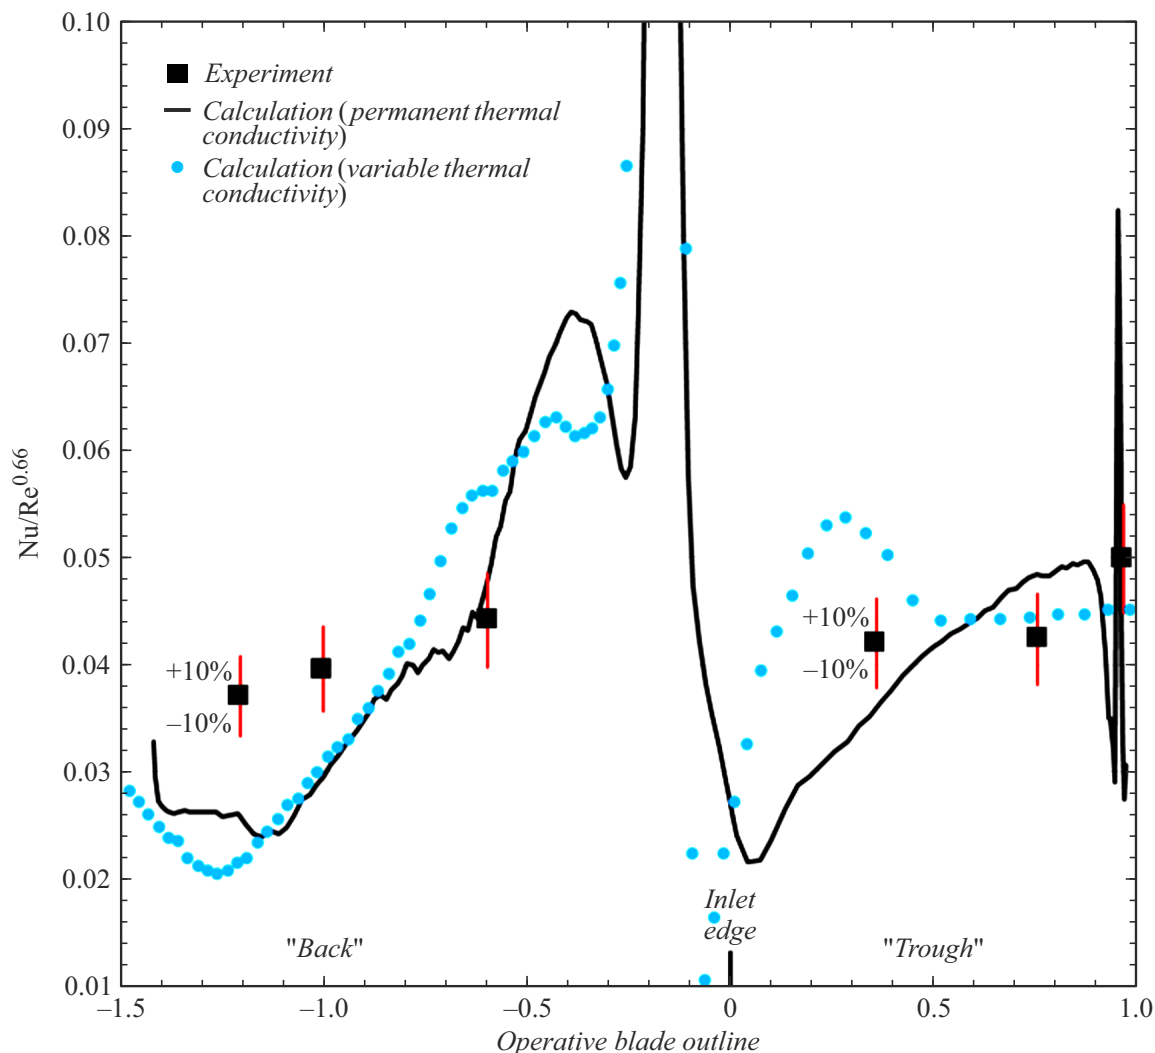 0.10
Experiment
Calculation (permanent thermal
conductivity)
0.09
Calculation (variable thermal
conductivity)
0.08
0.07
0.06
Nu/Re^0.66
0.05
+10%
–10%
0.04
+10%
–10%
0.03
0.02
Inlet
edge
"Back"
"Trough"
0.01
–1.5
–1.0
–0.5
0
0.5
1.0
Operative blade outline